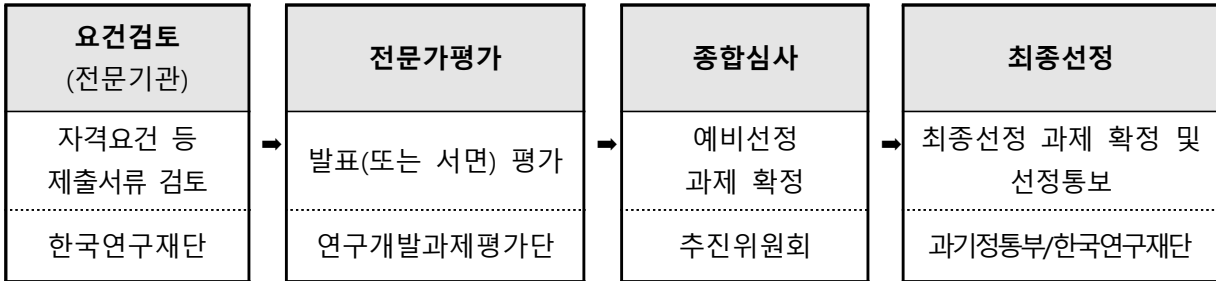 요건검토
(전문기관)
자격요건 등
제출서류 검토
한국연구재단
➡
전문가평가
발표(또는 서면) 평가
연구개발과제평가단
➡
종합심사
예비선정
과제 확정
추진위원회
➡
최종선정
최종선정 과제 확정 및
선정통보
과기정통부/한국연구재단